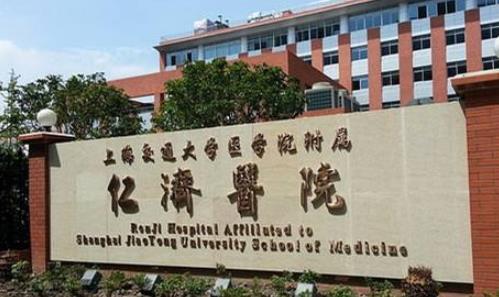 上海交通大学医学院附属
仁濟醫院
RenJi Hospital Affiliated to
Shanghai JiaoTong University School of Medicine